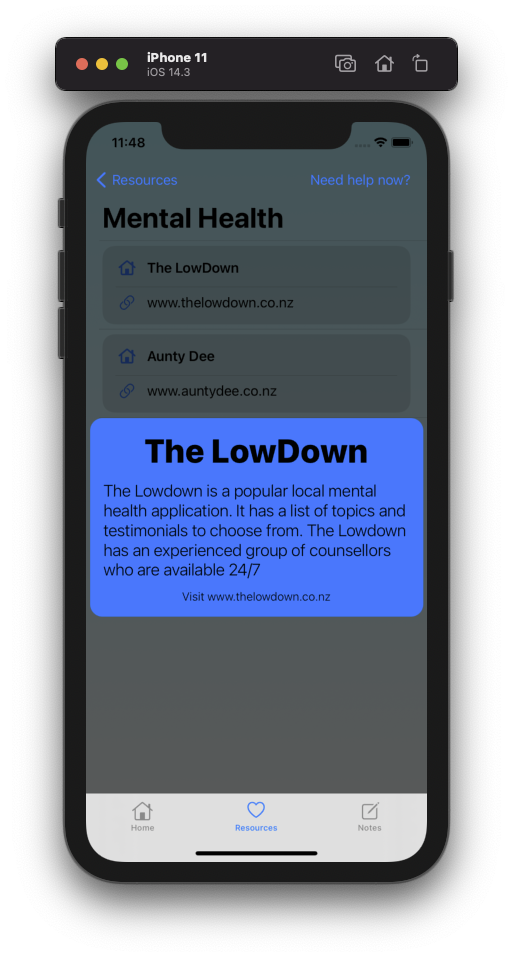 iPhone 11
iOS 14.3
11:48
Resources
Need help now?
Mental Health
The LowDown
www.thelowdown.co.nz
Aunty Dee
www.auntydee.co.nz
The LowDown
The Lowdown is a popular local mental
health application. It has a list of topics and
testimonials to choose from. The Lowdown
has an experienced group of counsellors
who are available 24/7
Visit www.thelowdown.co.nz
Home
Resources
Notes